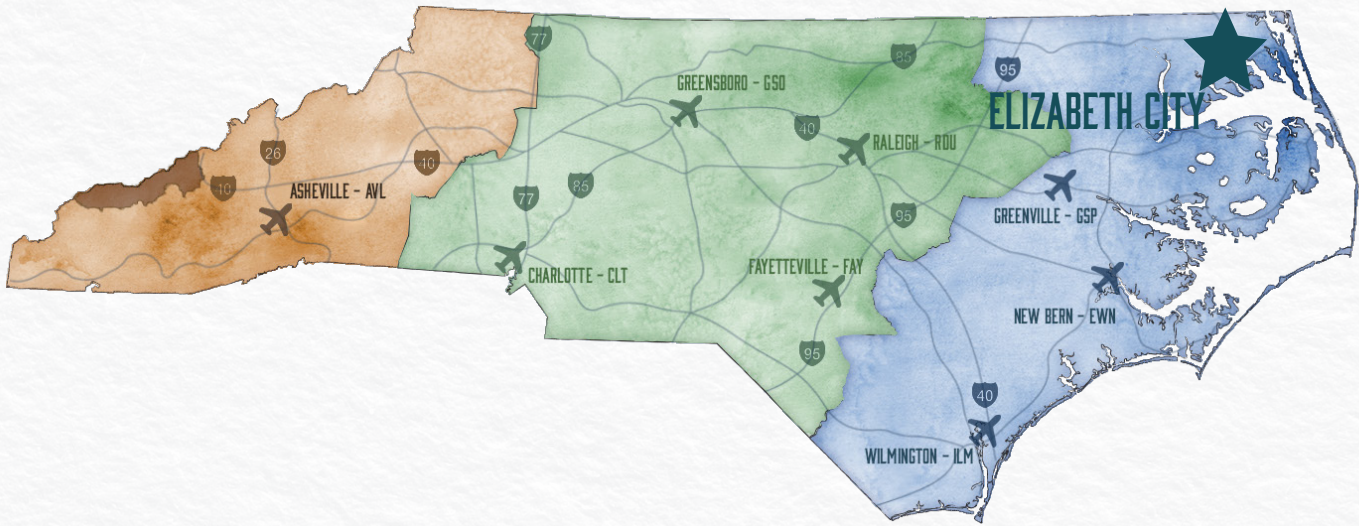 77
85
95
GREENSBORO - GSO
ELIZABETH CITY
40
RALEIGH - RDU
26
40
40
ASHEVILLE - AVL
77
85
95
GREENVILLE - GSP
CHARLOTTE - CLT
FAYETTEVILLE - FAY
NEW BERN - EWN
95
40
WILMINGTON - ILM